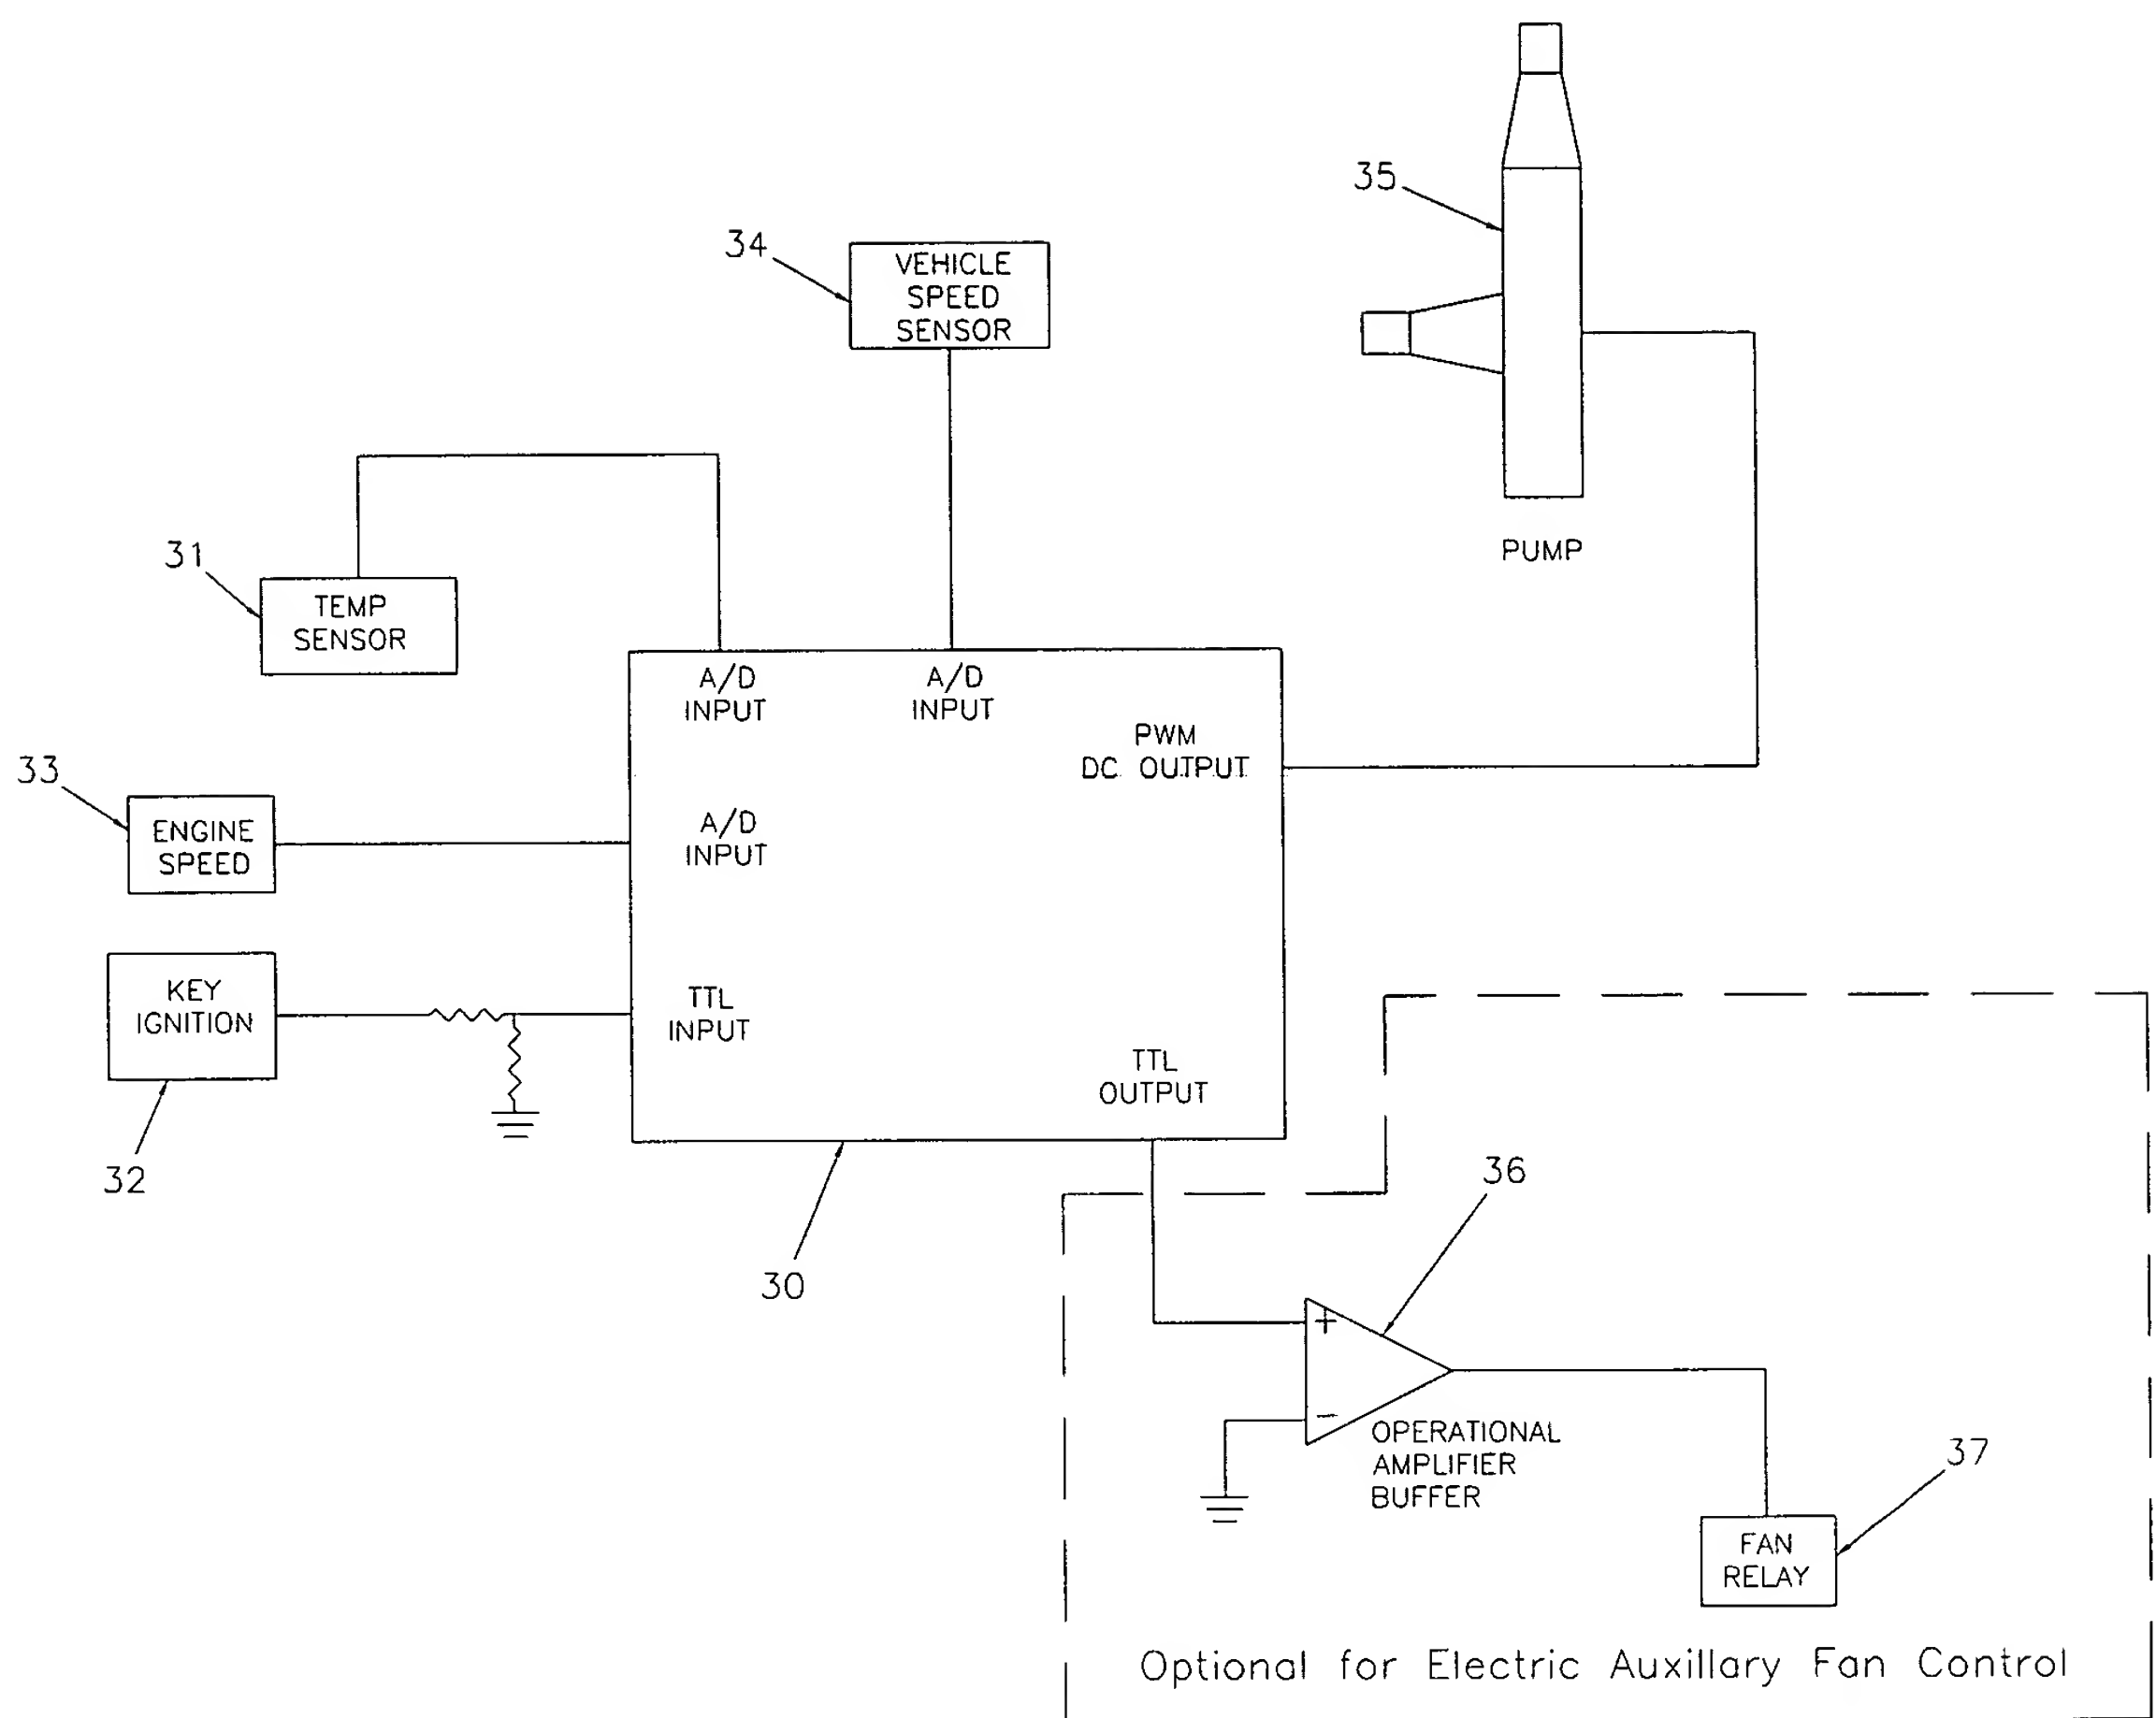 35
34
VEHICLE
SPEED
SENSOR
PUMP
31
TEMP
SENSOR
A/D
INPUT
A/D
INPUT
PWM
DC OUTPUT
33
ENGINE
SPEED
A/D
INPUT
KEY
IGNITION
TTL
INPUT
TTL
OUTPUT
32
30
36
+
−
OPERATIONAL
AMPLIFIER
BUFFER
37
FAN
RELAY
Optional for Electric Auxillary Fan Control